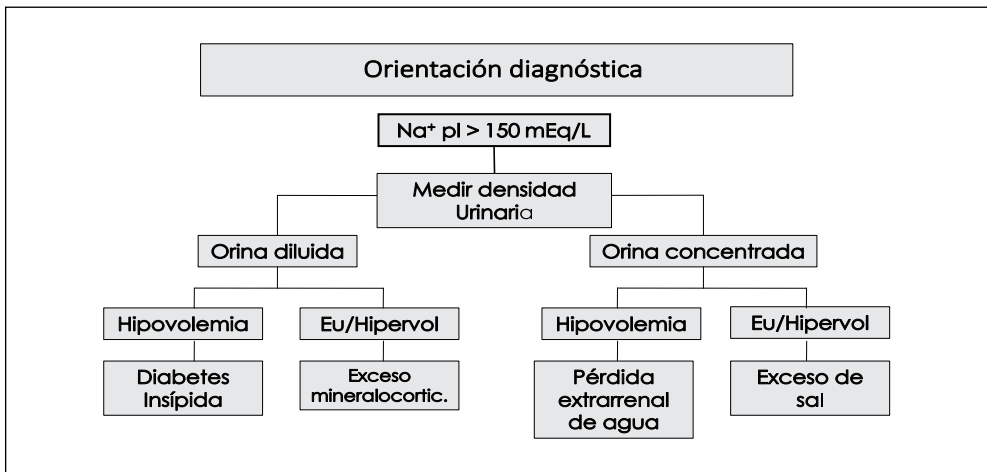 Orientación diagnóstica
Na⁺ pl > 150 mEq/L
Medir densidad
Urinaria
Orina diluida
Orina concentrada
Hipovolemia
Eu/Hipervol
Hipovolemia
Eu/Hipervol
Diabetes
Insípida
Exceso
mineralocortic.
Pérdida
extrarrenal
de agua
Exceso de
sal